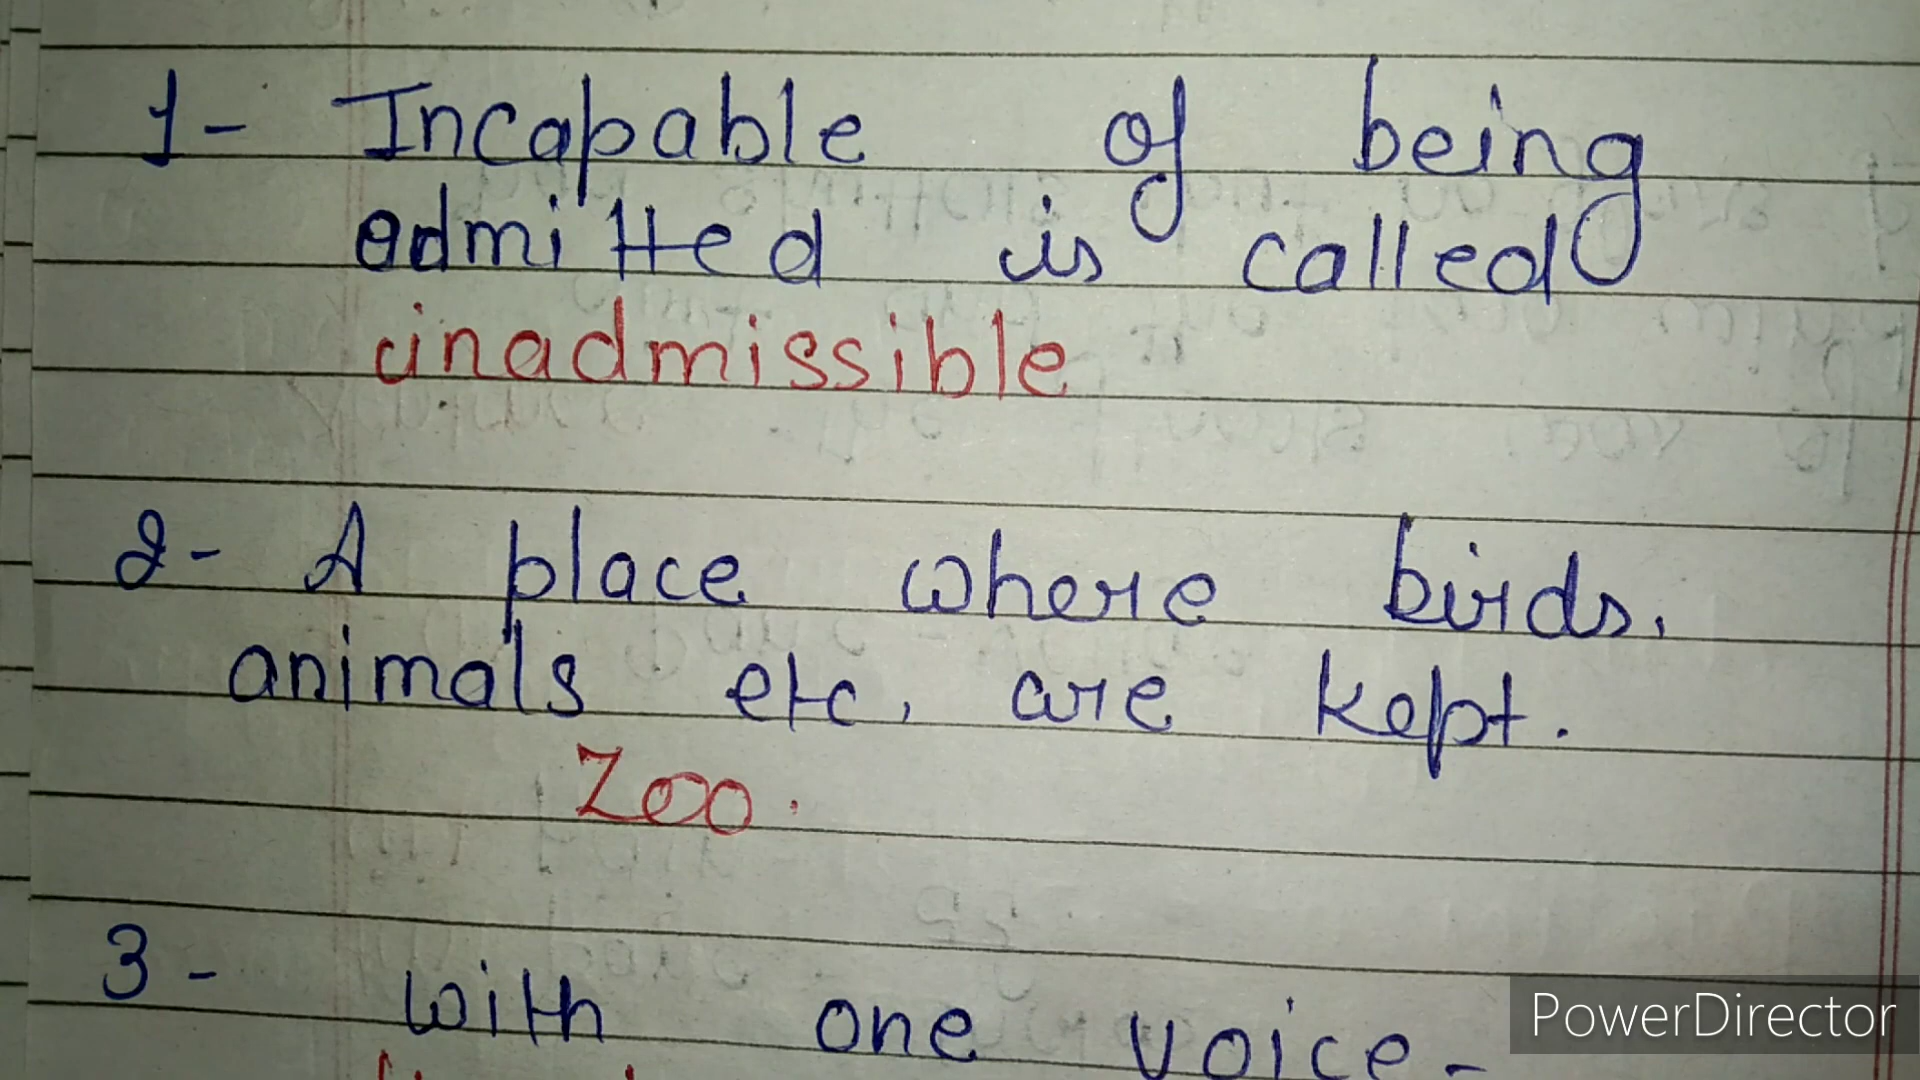 1- Incapable of being
admitted is called
inadmissible
2- A place where birds,
animals etc, are kept.
Zoo.
3- with one voice-
PowerDirector